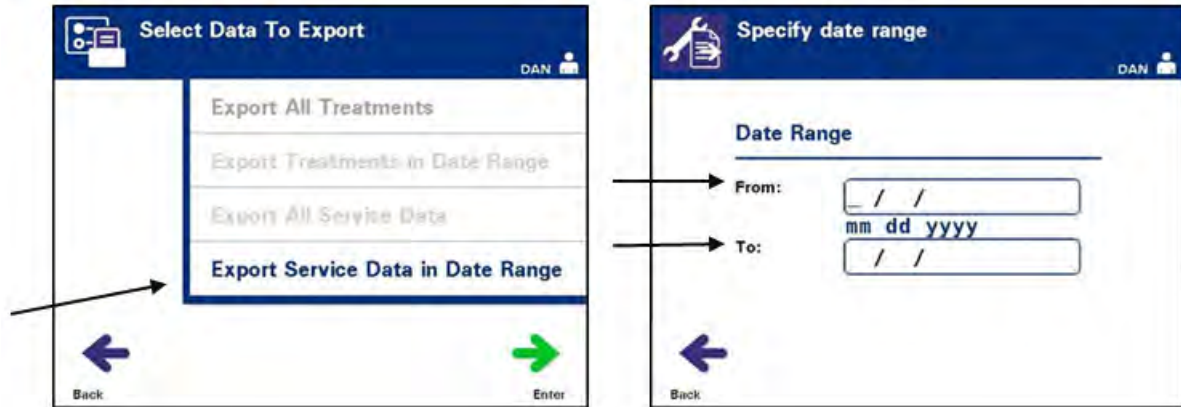 Select Data To Export
DAN
Export All Treatments
Export Treatments in Date Range
Export All Service Data
Export Service Data in Date Range
Back
Enter
Specify date range
DAN
Date Range
From:
_ / /
mm dd yyyy
To:
/ /
Back